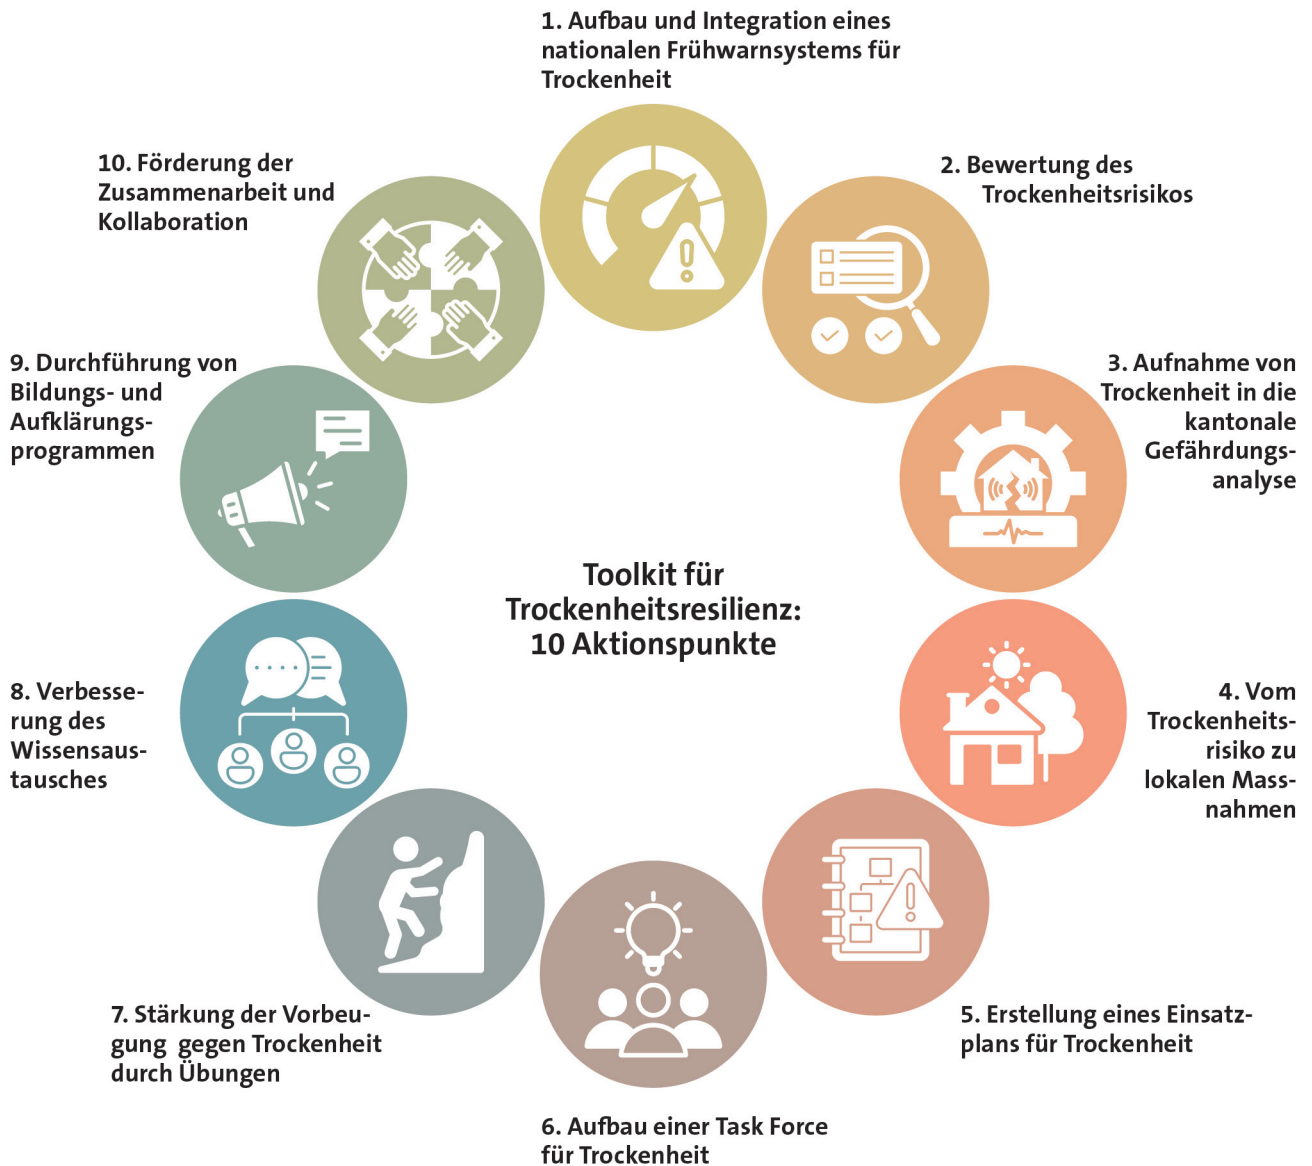 1. Aufbau und Integration eines
nationalen Frühwarnsystems für
Trockenheit
2. Bewertung des
Trockenheitsrisikos
3. Aufnahme von
Trockenheit in die
kantonale
Gefährdungs-
analyse
4. Vom
Trockenheits-
risiko zu
lokalen Mass-
nahmen
5. Erstellung eines Einsatz-
plans für Trockenheit
6. Aufbau einer Task Force
für Trockenheit
7. Stärkung der Vorbeu-
gung gegen Trockenheit
durch Übungen
8. Verbesse-
rung des
Wissensaus-
tausches
9. Durchführung von
Bildungs- und
Aufklärungs-
programmen
10. Förderung der
Zusammenarbeit und
Kollaboration
Toolkit für
Trockenheitsresilienz:
10 Aktionspunkte